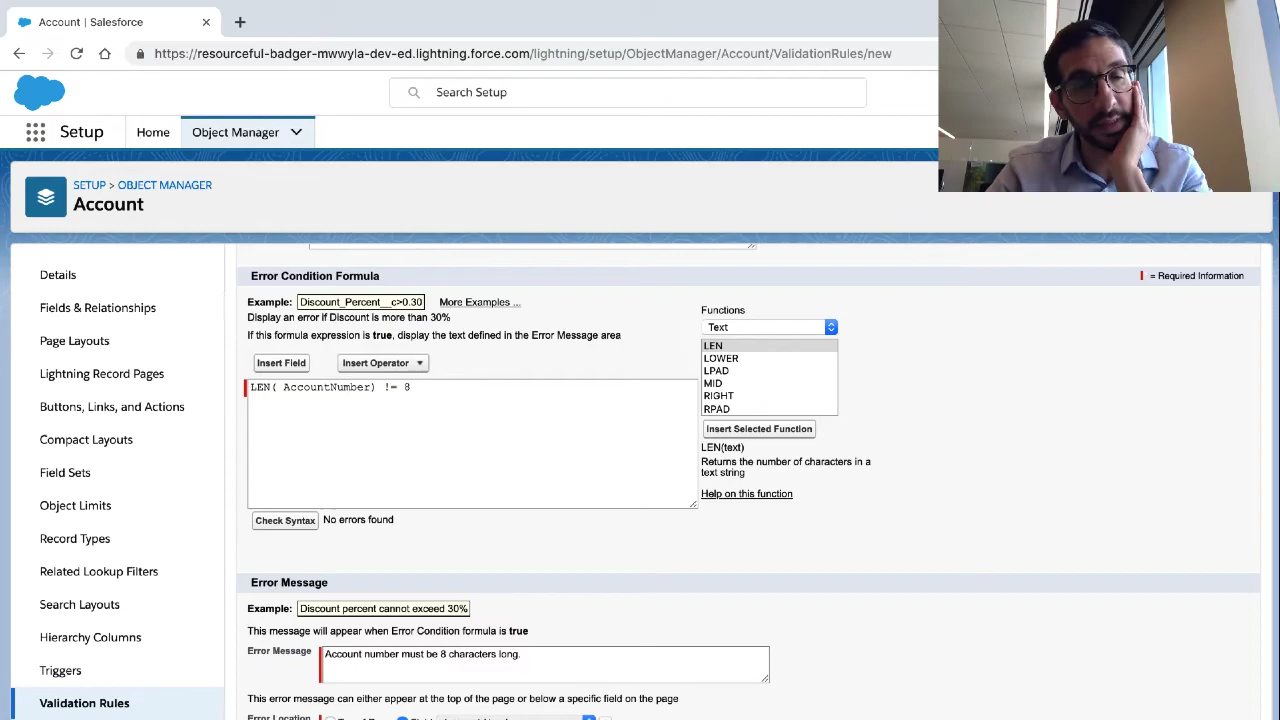 Account | Salesforce
https://resourceful-badger-mwwyla-dev-ed.lightning.force.com/lightning/setup/ObjectManager/Account/ValidationRules/new
Search Setup
Setup
Home
Object Manager
SETUP > OBJECT MANAGER
Account
Details
Fields & Relationships
Page Layouts
Lightning Record Pages
Buttons, Links, and Actions
Compact Layouts
Field Sets
Object Limits
Record Types
Related Lookup Filters
Search Layouts
Hierarchy Columns
Triggers
Validation Rules
Error Condition Formula
= Required Information
Example: Discount_Percent__c>0.30 More Examples ...
Display an error if Discount is more than 30%
If this formula expression is true, display the text defined in the Error Message area
Insert Field
Insert Operator
LEN( AccountNumber) != 8
Functions
Text
LEN
LOWER
LPAD
MID
RIGHT
RPAD
Insert Selected Function
LEN(text)
Returns the number of characters in a
text string
Help on this function
Check Syntax No errors found
Error Message
Example: Discount percent cannot exceed 30%
This message will appear when Error Condition formula is true
Error Message Account number must be 8 characters long.
This error message can either appear at the top of the page or below a specific field on the page
Error Location